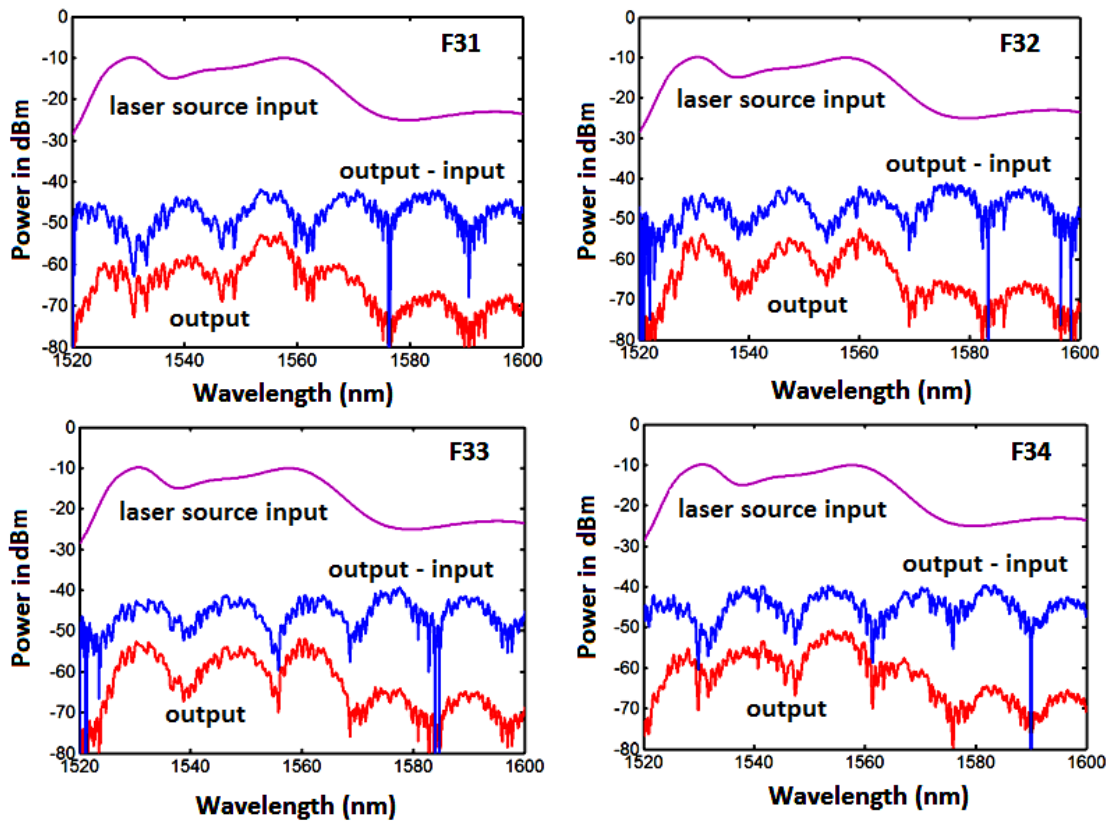 0
-10
-20
-30
-40
-50
-60
-70
-80
Power in dBm
F31
laser source input
output - input
output
1520 1540 1560 1580 1600
Wavelength (nm)
0
-10
-20
-30
-40
-50
-60
-70
-80
Power in dBm
F32
laser source input
output - input
output
1520 1540 1560 1580 1600
Wavelength (nm)
0
-10
-20
-30
-40
-50
-60
-70
-80
Power in dBm
F33
laser source input
output - input
output
1520 1540 1560 1580 1600
Wavelength (nm)
0
-10
-20
-30
-40
-50
-60
-70
-80
Power in dBm
F34
laser source input
output - input
output
1520 1540 1560 1580 1600
Wavelength (nm)